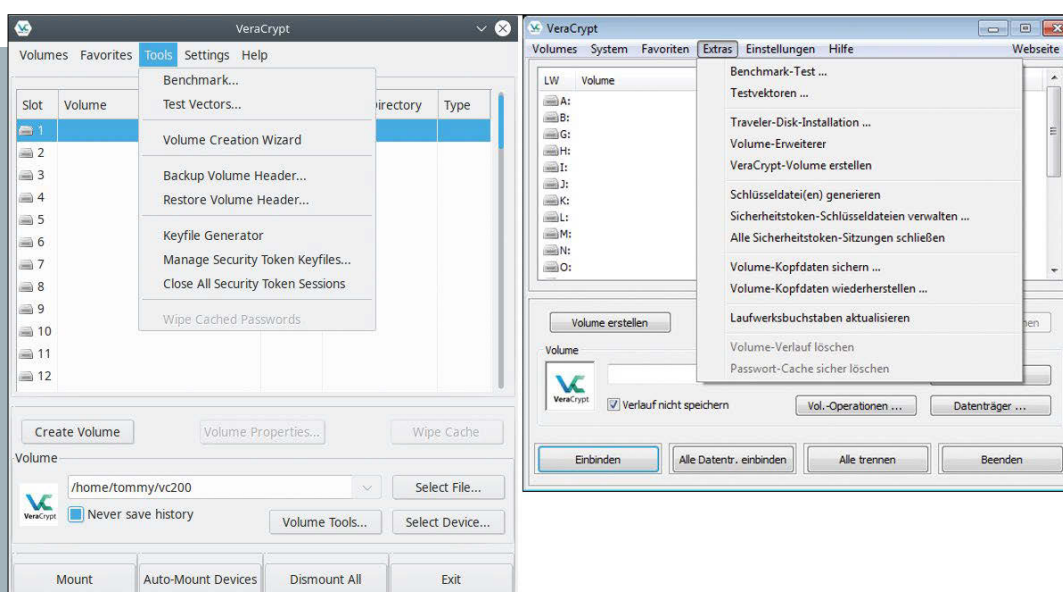 VeraCrypt
Volumes Favorites Tools Settings Help
Slot Volume irectory Type
1
2
3
4
5
6
7
8
9
10
11
12
Benchmark...
Test Vectors...
Volume Creation Wizard
Backup Volume Header...
Restore Volume Header...
Keyfile Generator
Manage Security Token Keyfiles...
Close All Security Token Sessions
Wipe Cached Passwords
Create Volume Volume Properties... Wipe Cache
Volume
VeraCrypt
/home/tommy/vc200 Select File...
Never save history Volume Tools... Select Device...
Mount Auto-Mount Devices Dismount All Exit
VeraCrypt
Volumes System Favoriten Extras Einstellungen Hilfe Webseite
LW Volume
A:
B:
G:
H:
I:
J:
K:
L:
M:
N:
O:
Benchmark-Test ...
Testvektoren ...
Traveler-Disk-Installation ...
Volume-Erweiterer
VeraCrypt-Volume erstellen
Schlüsseldatei(en) generieren
Sicherheitstoken-Schlüsseldateien verwalten ...
Alle Sicherheitstoken-Sitzungen schließen
Volume-Kopfdaten sichern ...
Volume-Kopfdaten wiederherstellen ...
Laufwerksbuchstaben aktualisieren
Volume-Verlauf löschen
Passwort-Cache sicher löschen
Volume erstellen
Volume
VeraCrypt
Verlauf nicht speichern Vol.-Operationen ... Datenträger ...
Einbinden Alle Datentr. einbinden Alle trennen Beenden